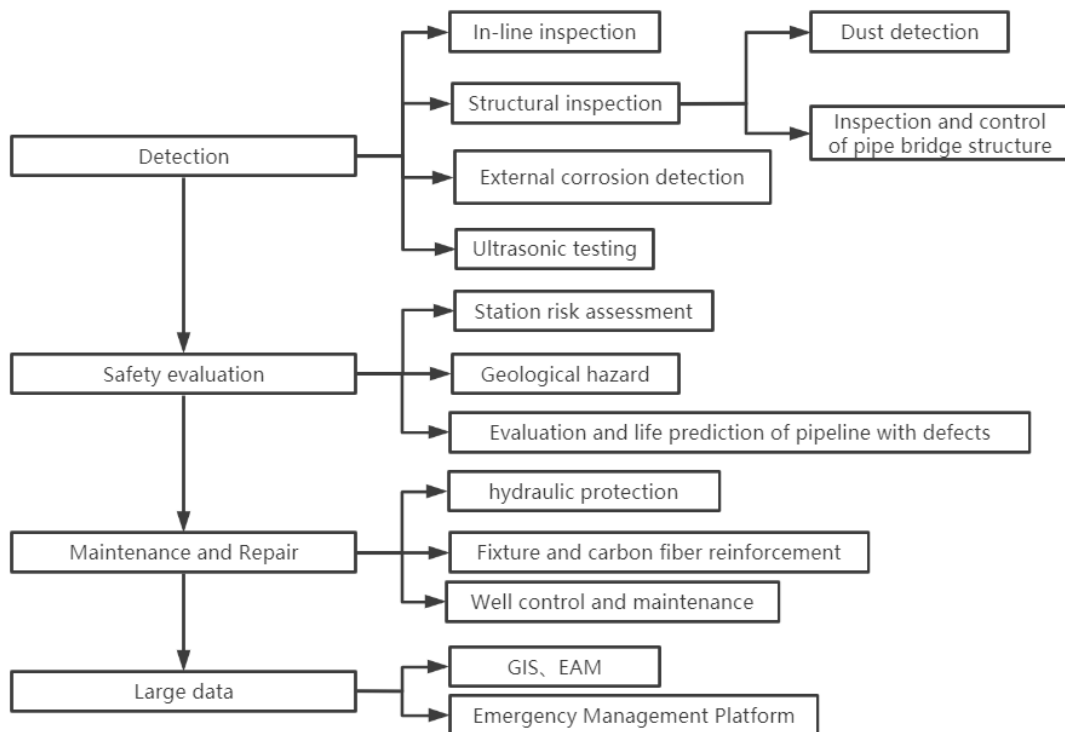 In-line inspection
Dust detection
Structural inspection
Inspection and control
of pipe bridge structure
Detection
External corrosion detection
Ultrasonic testing
Station risk assessment
Safety evaluation
Geological hazard
Evaluation and life prediction of pipeline with defects
hydraulic protection
Maintenance and Repair
Fixture and carbon fiber reinforcement
Well control and maintenance
GIS、EAM
Large data
Emergency Management Platform